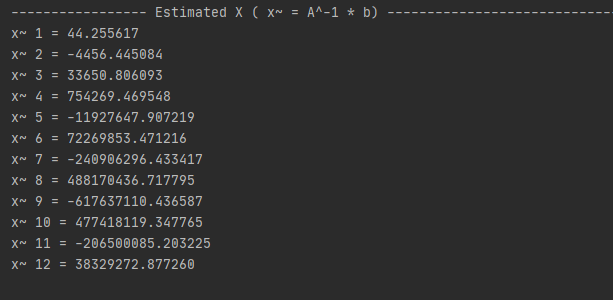 ----------------- Estimated X ( x~ = A^-1 * b) ----------------------------
x~ 1 = 44.255617
x~ 2 = -4456.445084
x~ 3 = 33650.806093
x~ 4 = 754269.469548
x~ 5 = -11927647.907219
x~ 6 = 72269853.471216
x~ 7 = -240906296.433417
x~ 8 = 488170436.717795
x~ 9 = -617637110.436587
x~ 10 = 477418119.347765
x~ 11 = -206500085.203225
x~ 12 = 38329272.877260